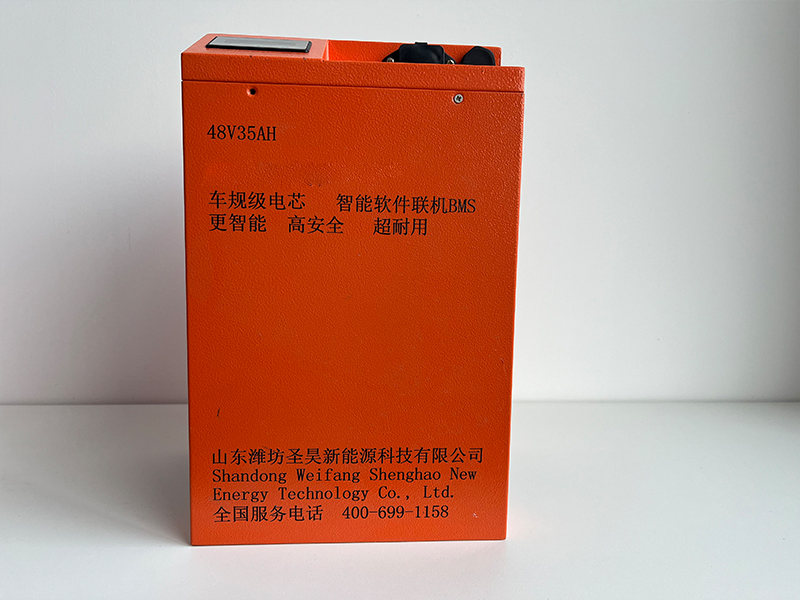 48V35AH
车规级电芯 智能软件联机BMS
更智能 高安全 超耐用
山东潍坊圣昊新能源科技有限公司
Shandong Weifang Shenghao New
Energy Technology Co., Ltd.
全国服务电话 400-699-1158